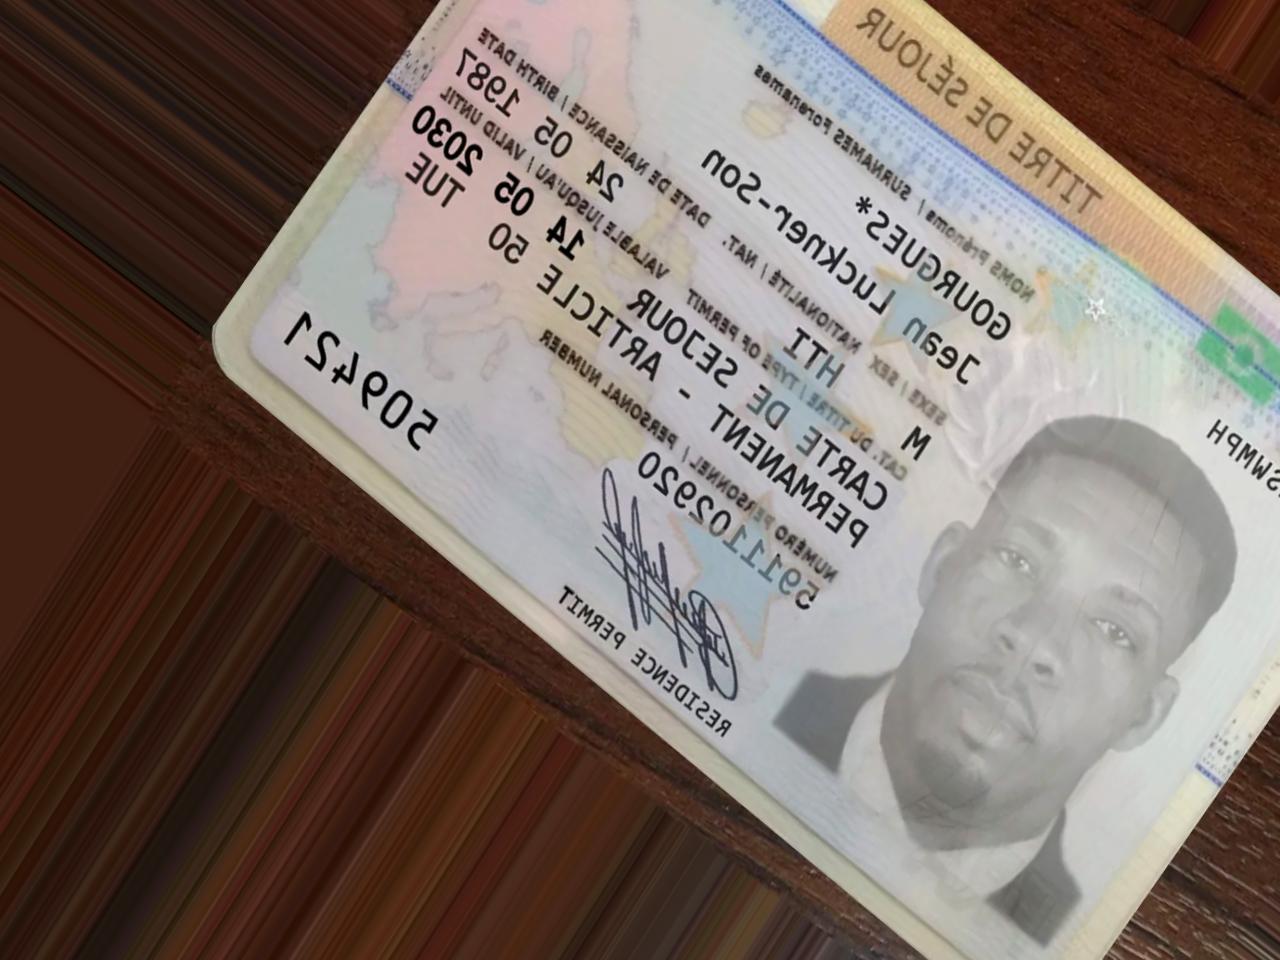 TITRE DE SÉJOUR
SWMPH
NOMS Prénoms / SURNAMES Forenames
GOURGUES*
Jean Luckner-Son
SEXE / SEX NATIONALITÉ / NAT. DATE DE NAISSANCE / BIRTH DATE
M HTI 24 05 1987
CAT. DU TITRE / TYPE OF PERMIT VALABLE JUSQU'AU / VALID UNTIL
CARTE DE SEJOUR 14 05 2030
PERMANENT - ARTICLE 50 TUE
NUMÉRO PERSONNEL / PERSONAL NUMBER
59111029920
509421
RESIDENCE PERMIT